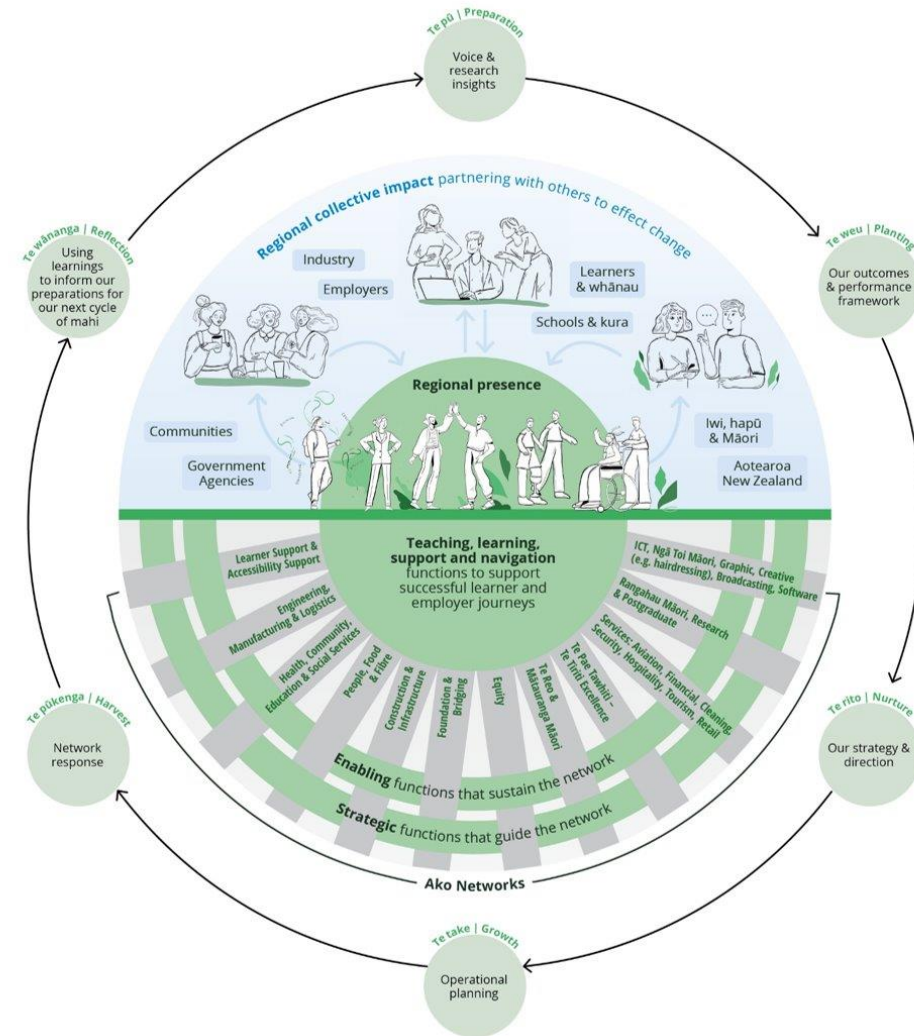 Te pū | Preparation
Voice &
research
insights
Te weu | Planting
Our outcomes
& performance
framework
Te rito | Nurture
Our strategy &
direction
Te take | Growth
Operational
planning
Te pūkenga | Harvest
Network
response
Te wānanga | Reflection
Using
learnings
to inform our
preparations for
our next cycle
of mahi
Regional collective impact partnering with others to effect change
Industry
Employers
Learners
& whānau
Schools & kura
Communities
Government
Agencies
Iwi, hapū
& Māori
Aotearoa
New Zealand
Regional presence
Teaching, learning,
support and navigation
functions to support
successful learner and
employer journeys
Learner Support &
Accessibility Support
Engineering,
Manufacturing & Logistics
Health, Community,
Education & Social Services
People, Food
& Fibre
Construction &
Infrastructure
Foundation &
Bridging
Equity
Te Reo &
Mātauranga Māori
Te Pae Tawhiti –
Te Tiriti Excellence
Services: Aviation, Financial, Cleaning,
Security, Hospitality, Tourism, Retail
Rangahau Māori, Research
& Postgraduate
ICT, Ngā Toi Māori, Graphic, Creative
(e.g. hairdressing), Broadcasting, Software
Enabling functions that sustain the network
Strategic functions that guide the network
Ako Networks